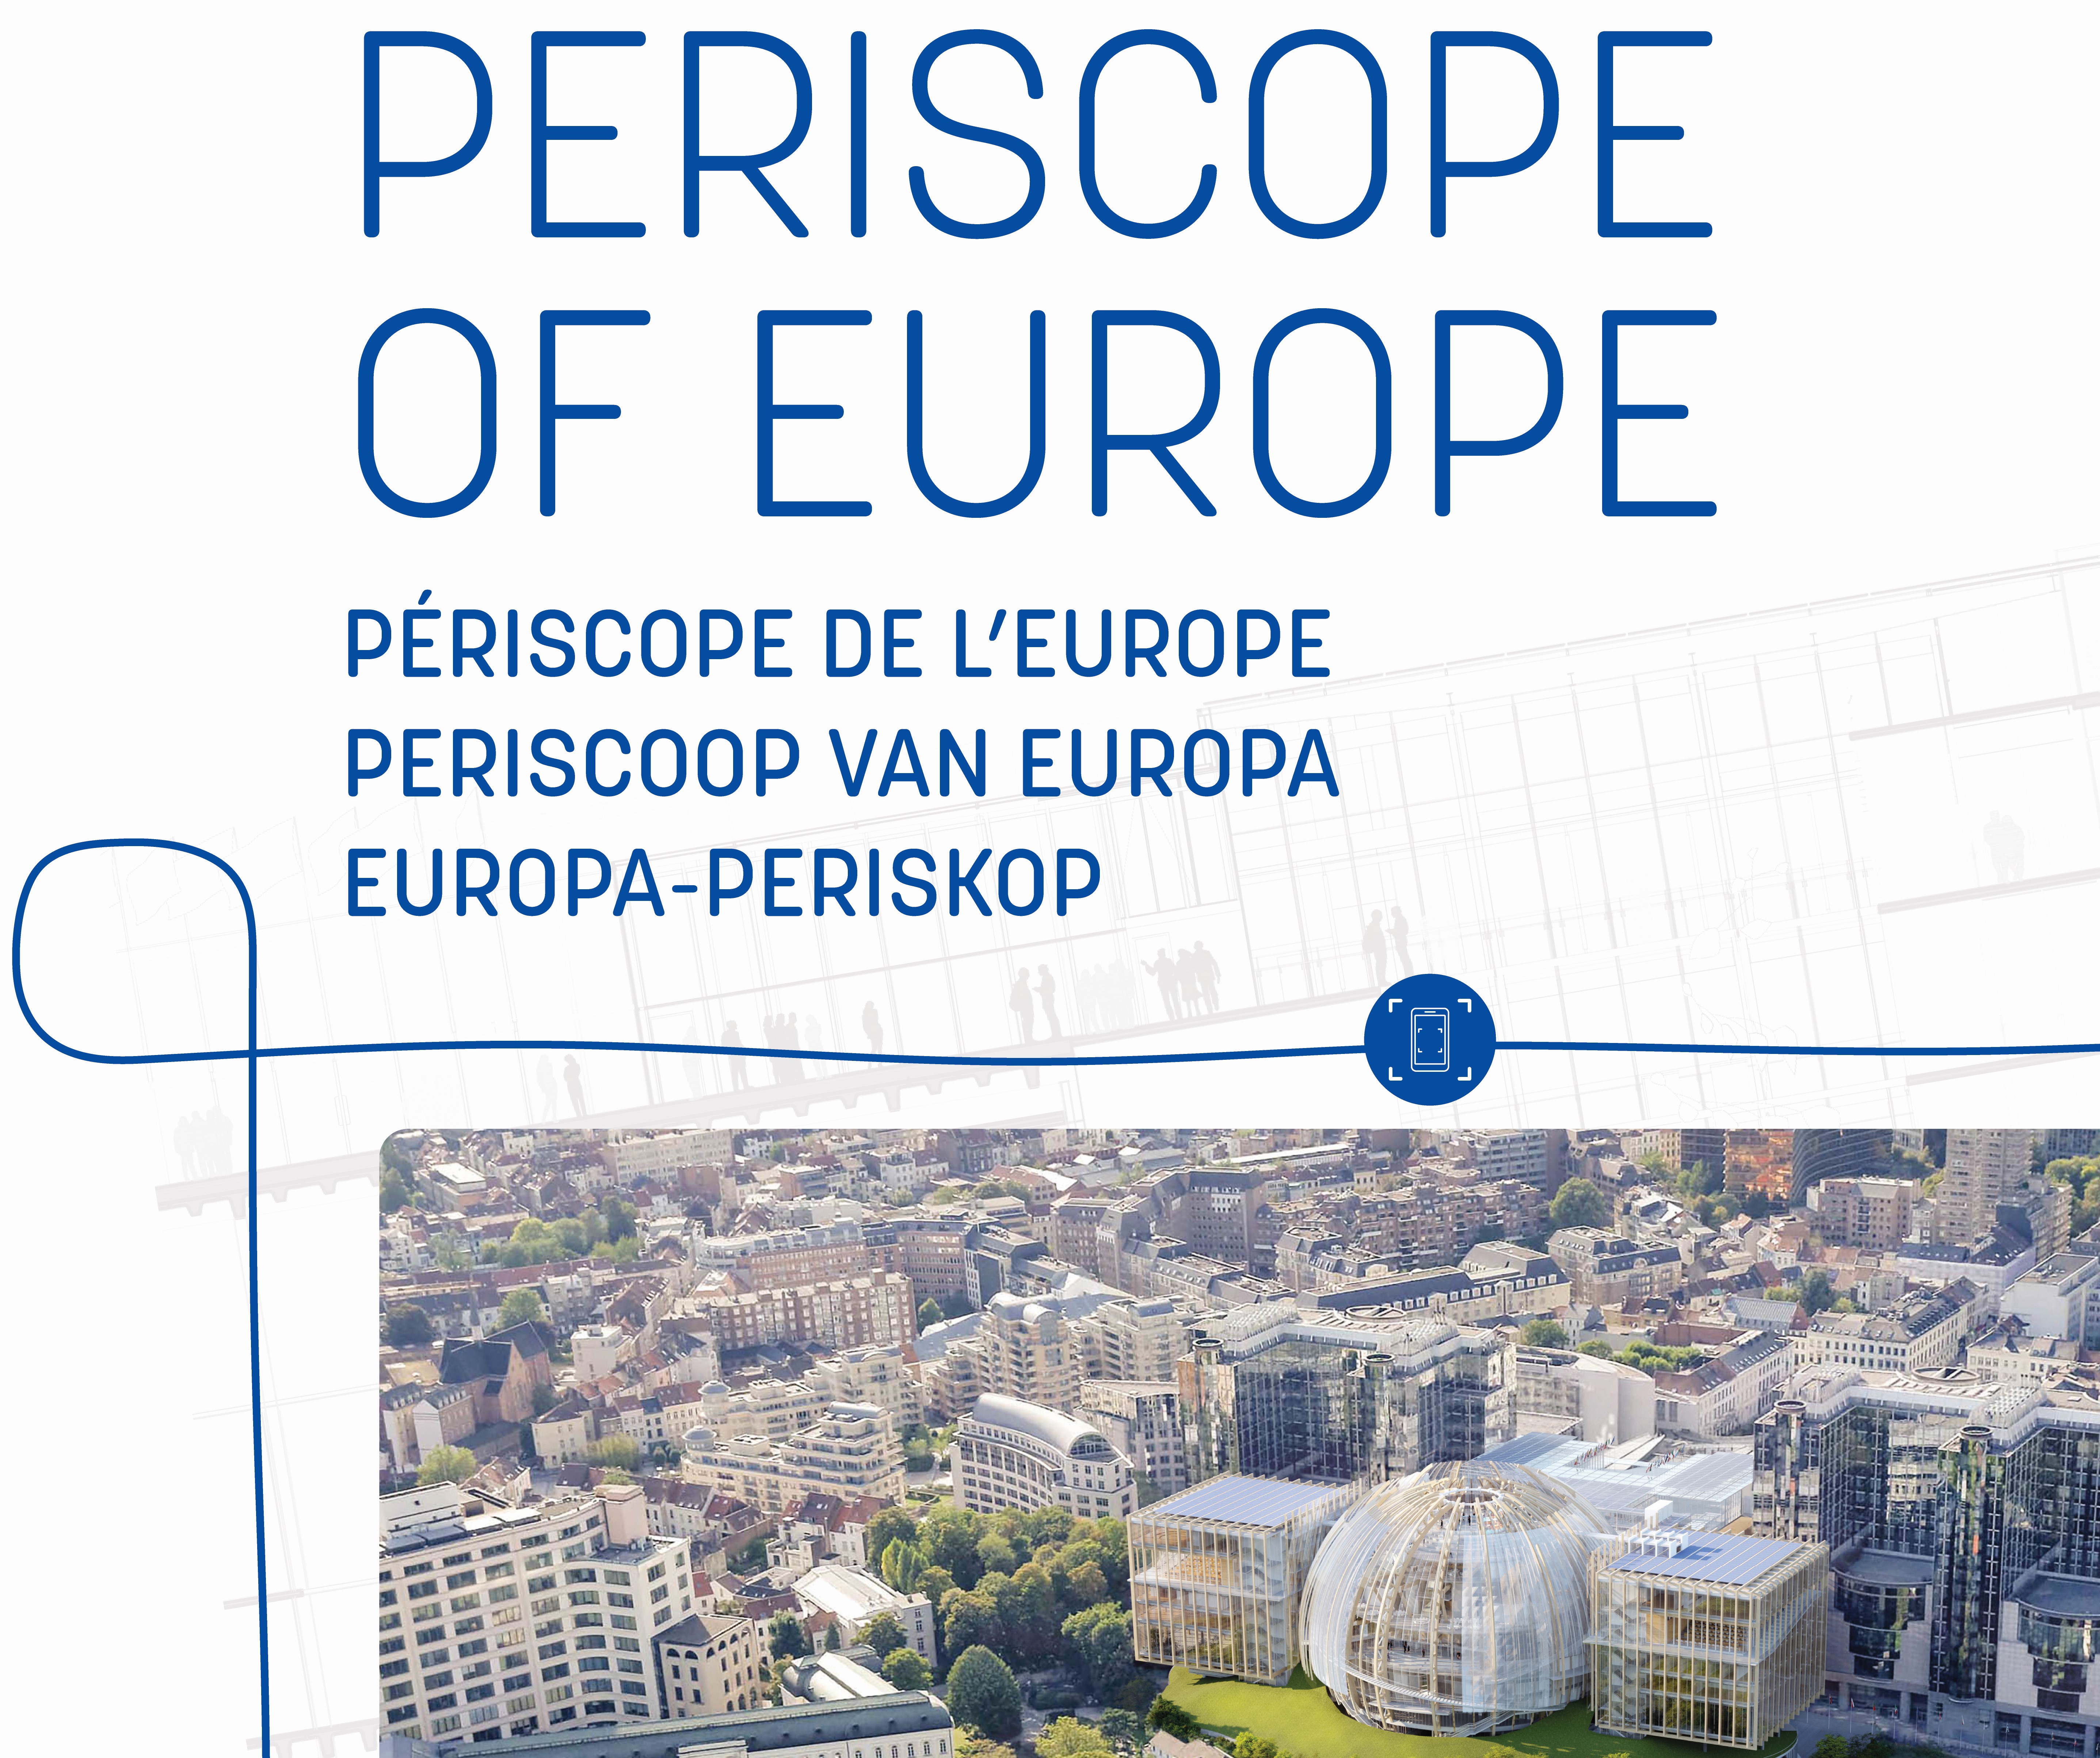 PERISCOPE
OF EUROPE
PÉRISCOPE DE L'EUROPE
PERISCOOP VAN EUROPA
EUROPA-PERISKOP